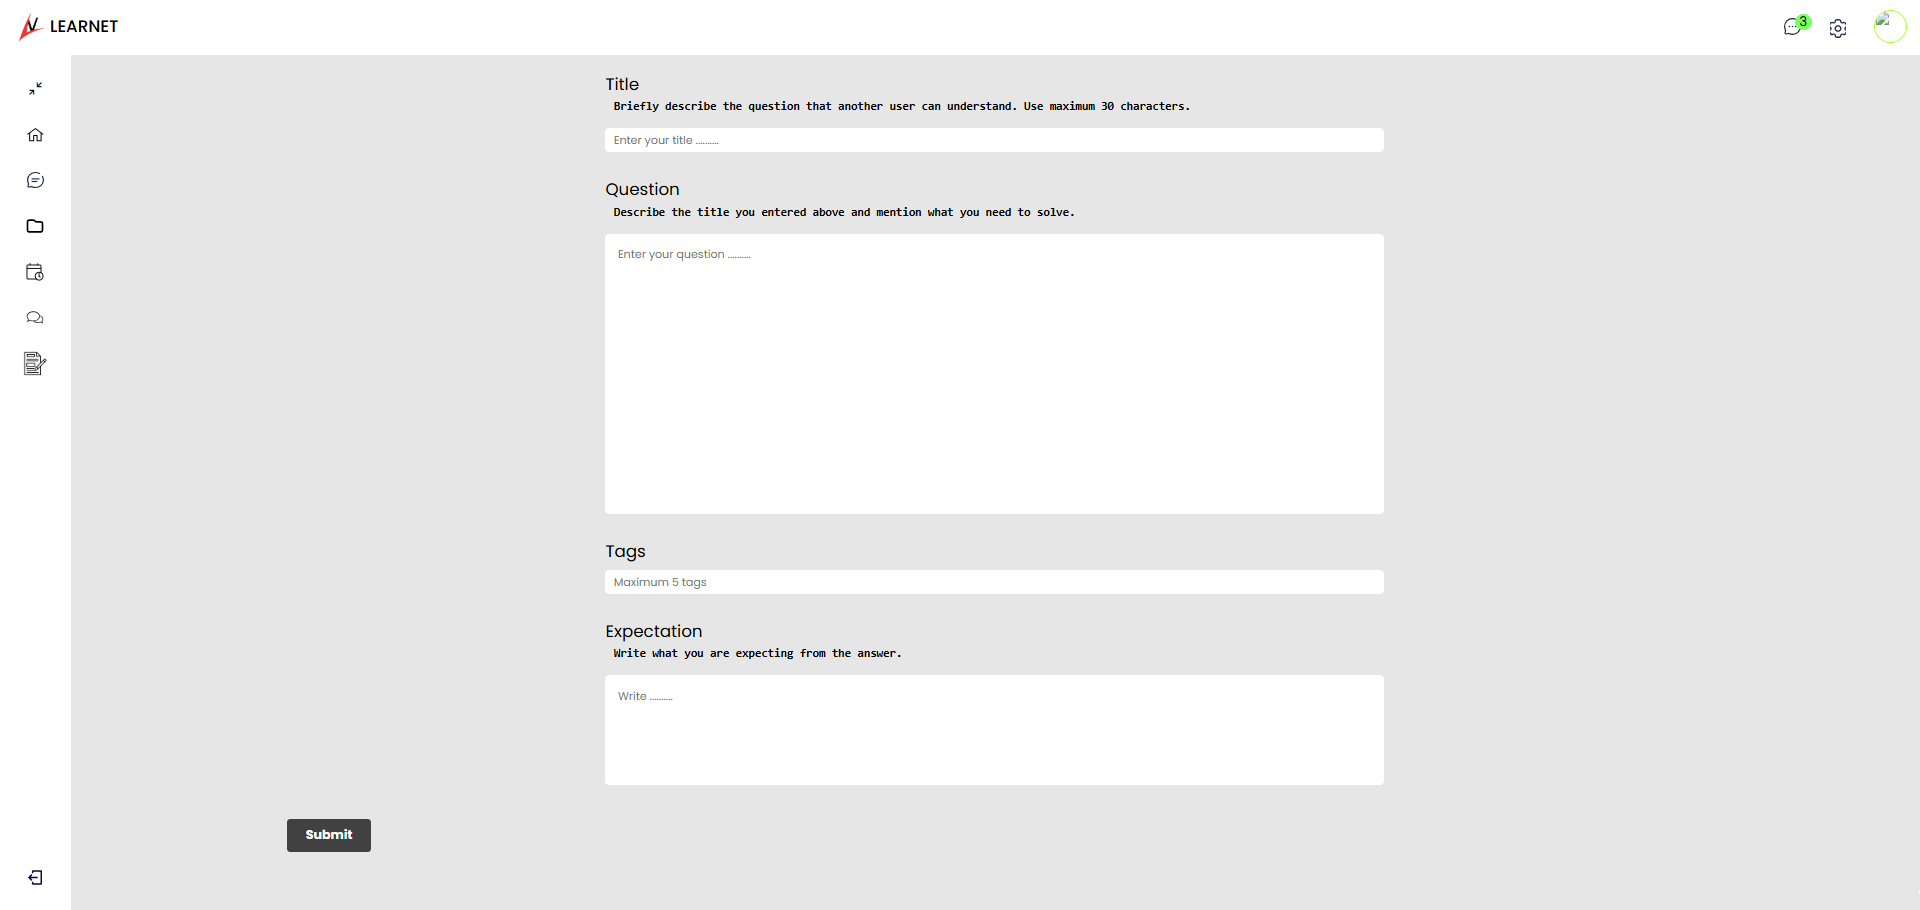 LEARNET
3
Title
Briefly describe the question that another user can understand. Use maximum 30 characters.
Enter your title ..........
Question
Describe the title you entered above and mention what you need to solve.
Enter your question ..........
Tags
Maximum 5 tags
Expectation
Write what you are expecting from the answer.
Write ..........
Submit